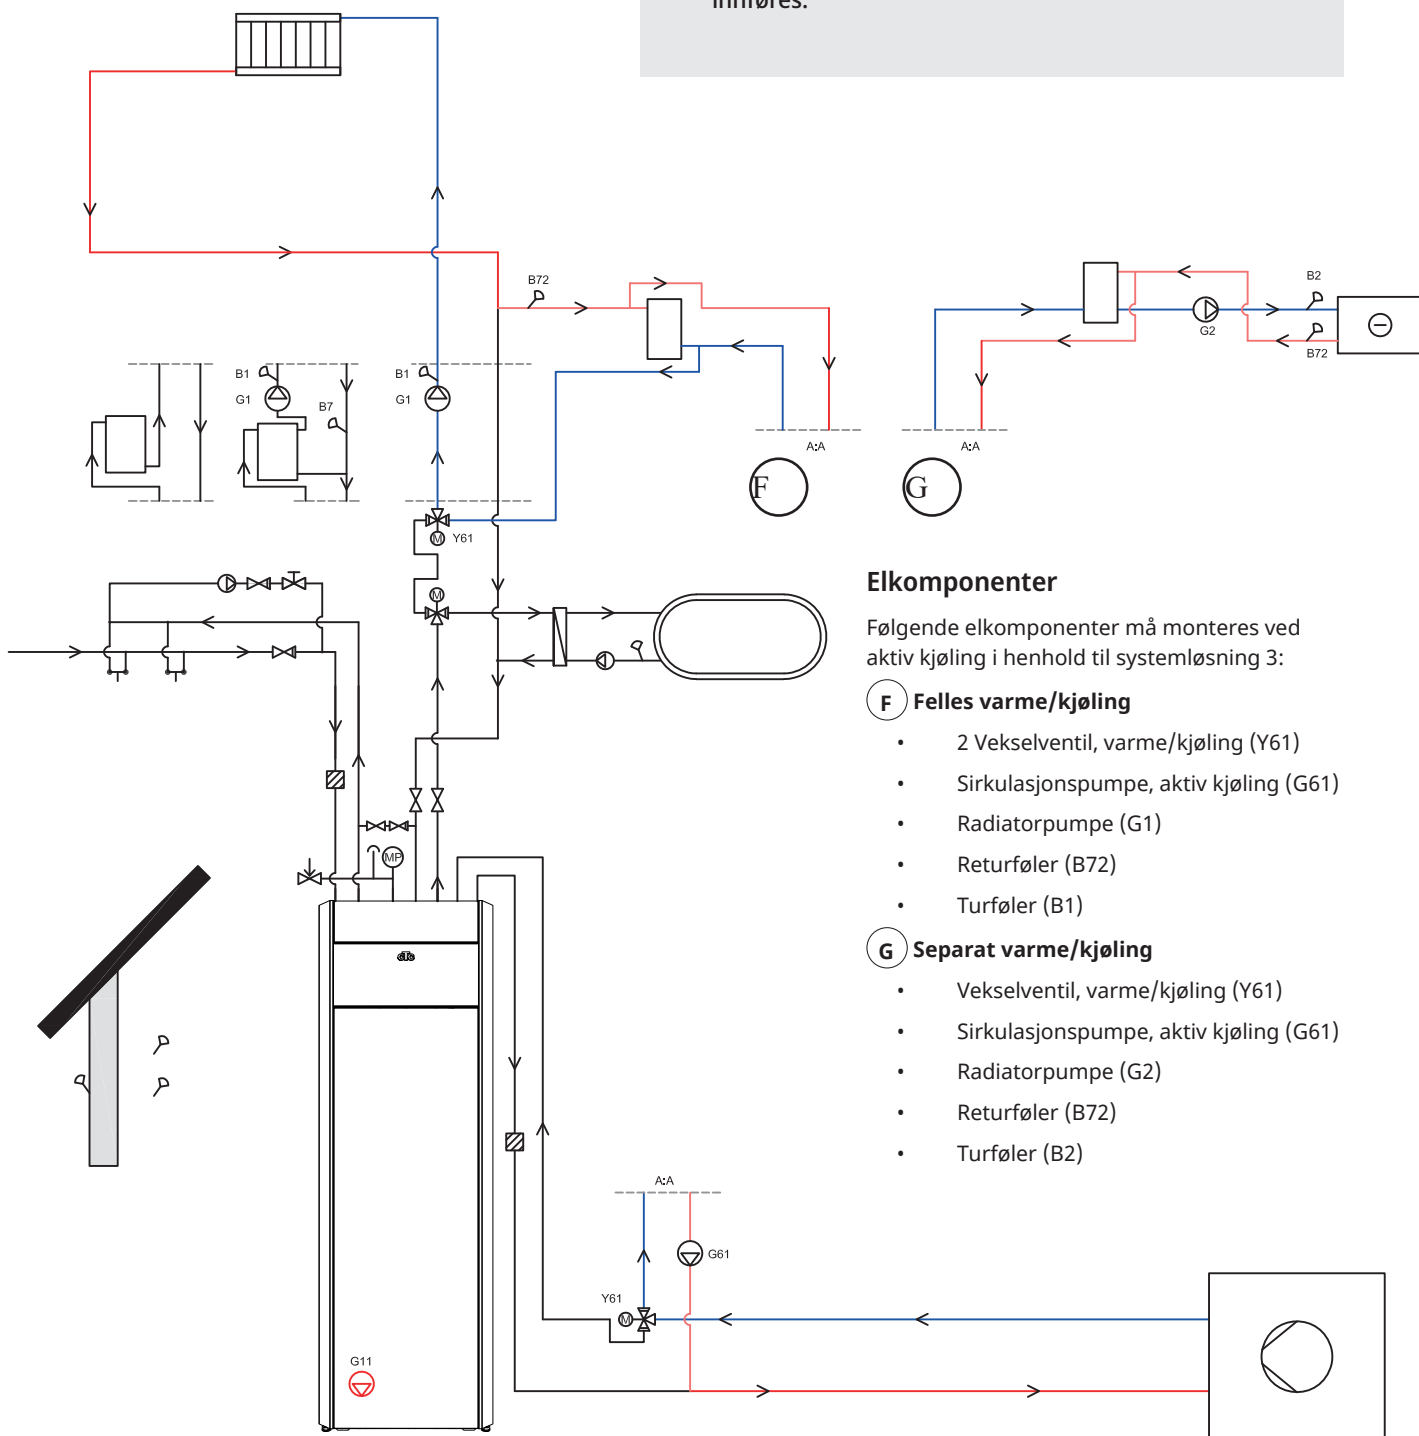 innføres.
B72
B2
G2
B72
B1
G1
B7
B1
G1
A:A
A:A
F
G
M
Y61
M
Elkomponenter
Følgende elkomponenter må monteres ved
aktiv kjøling i henhold til systemløsning 3:
F Felles varme/kjøling
• 2 Vekselventil, varme/kjøling (Y61)
• Sirkulasjonspumpe, aktiv kjøling (G61)
• Radiatorpumpe (G1)
• Returføler (B72)
• Turføler (B1)
G Separat varme/kjøling
• Vekselventil, varme/kjøling (Y61)
• Sirkulasjonspumpe, aktiv kjøling (G61)
• Radiatorpumpe (G2)
• Returføler (B72)
• Turføler (B2)
MP
cTc
A:A
G61
Y61
M
G11